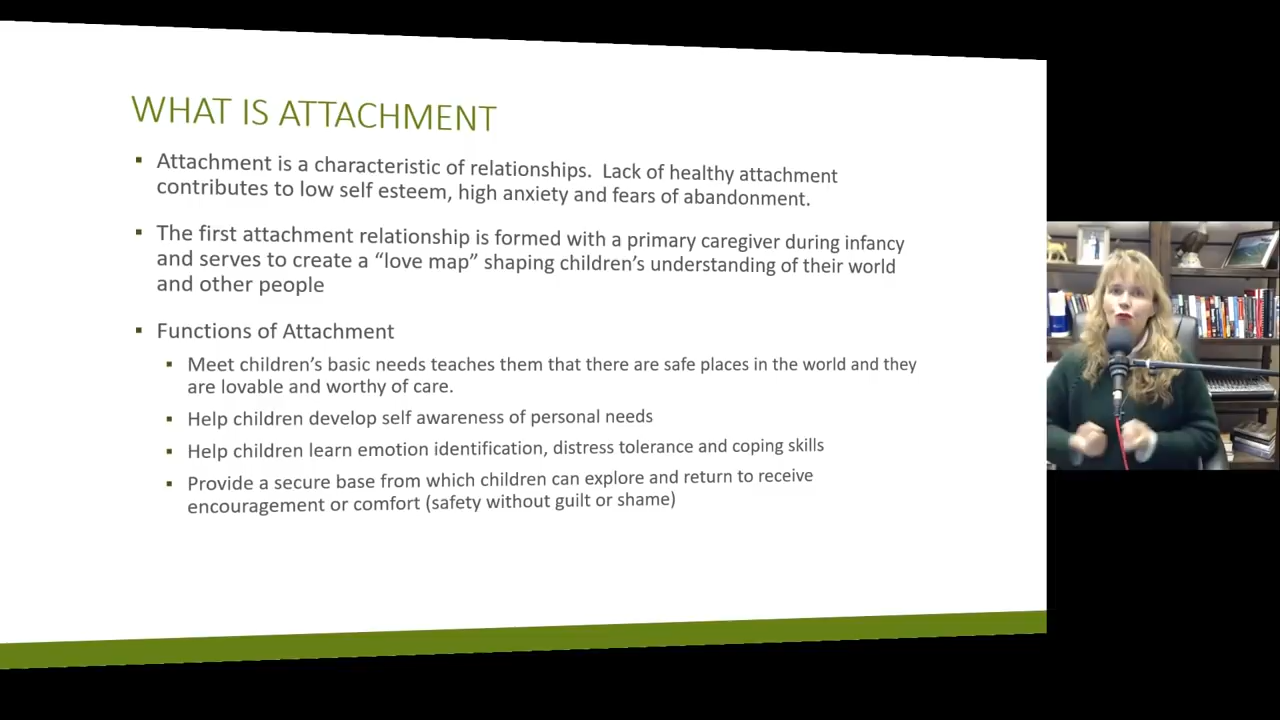 WHAT IS ATTACHMENT
Attachment is a characteristic of relationships. Lack of healthy attachment
contributes to low self esteem, high anxiety and fears of abandonment.
The first attachment relationship is formed with a primary caregiver during infancy
and serves to create a “love map” shaping children’s understanding of their world
and other people
Functions of Attachment
Meet children’s basic needs teaches them that there are safe places in the world and they
are lovable and worthy of care.
Help children develop self awareness of personal needs
Help children learn emotion identification, distress tolerance and coping skills
Provide a secure base from which children can explore and return to receive
encouragement or comfort (safety without guilt or shame)